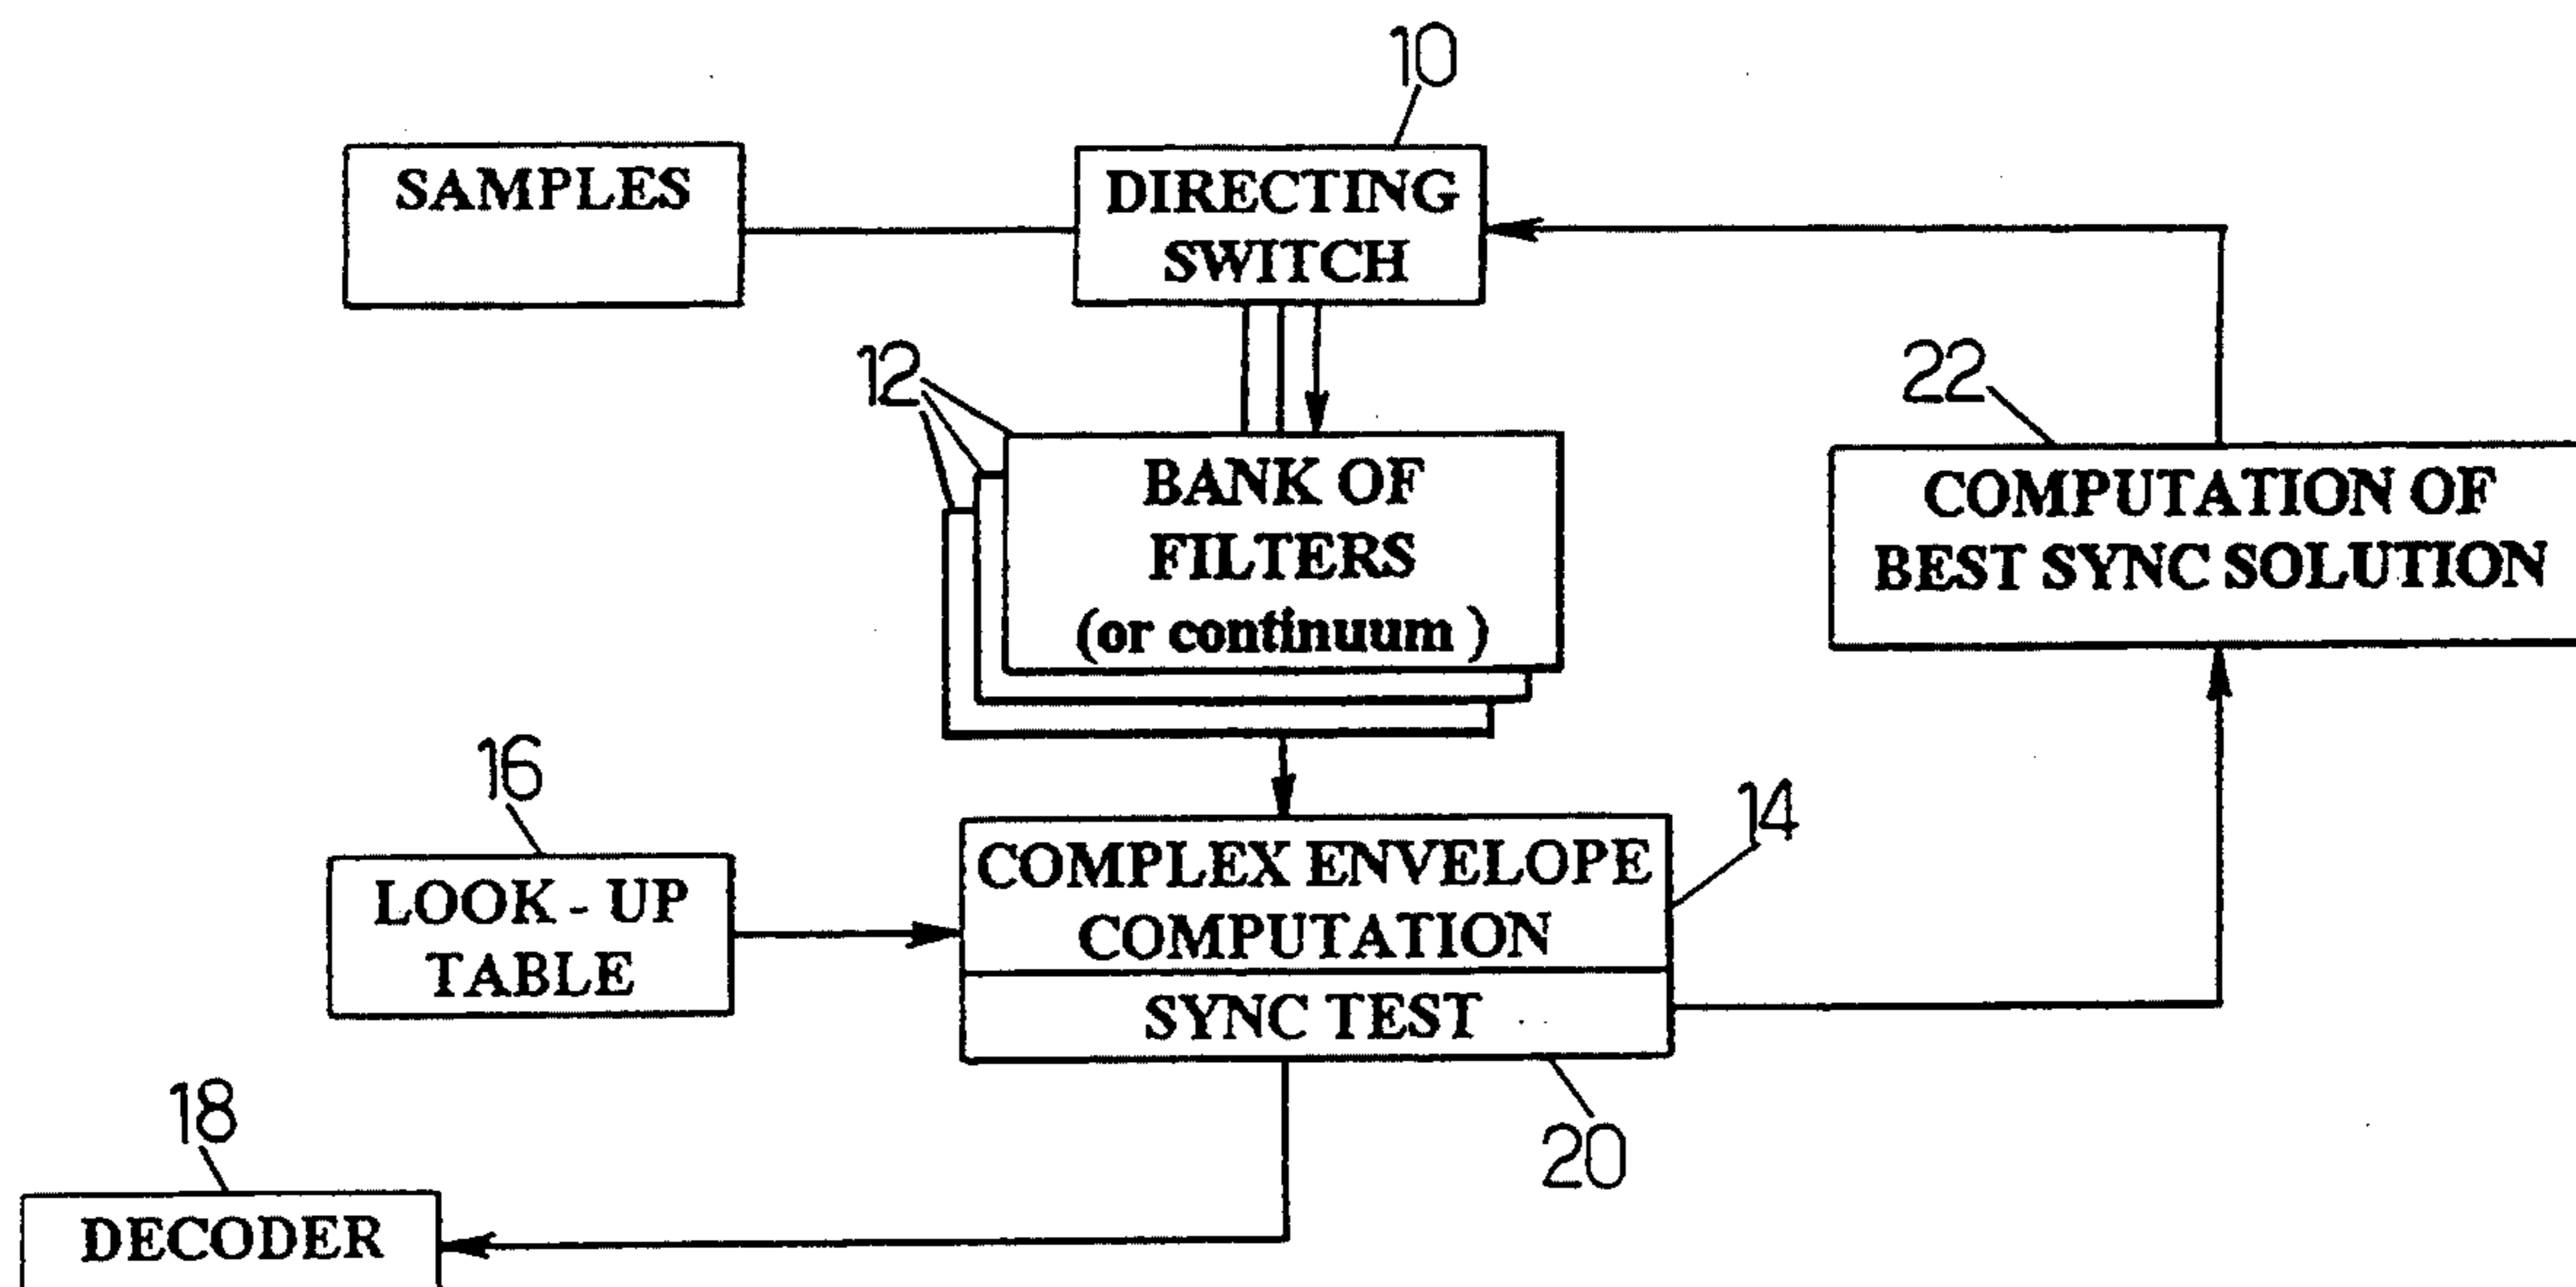 10
SAMPLES
DIRECTING
SWITCH
12
22
BANK OF
FILTERS
(or continuum )
COMPUTATION OF
BEST SYNC SOLUTION
16
14
LOOK - UP
TABLE
COMPLEX ENVELOPE
COMPUTATION
SYNC TEST
18
20
DECODER